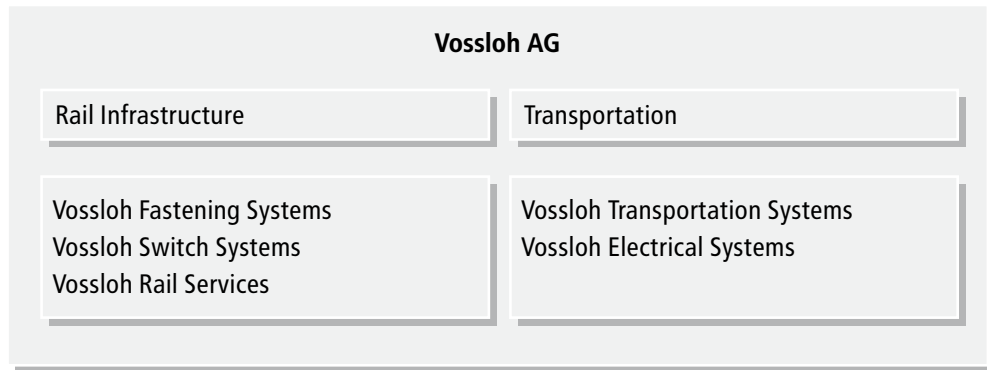 Vossloh AG
Rail Infrastructure
Transportation
Vossloh Fastening Systems
Vossloh Switch Systems
Vossloh Rail Services
Vossloh Transportation Systems
Vossloh Electrical Systems